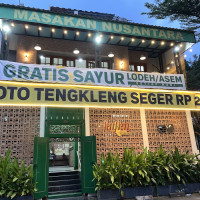 MASAKAN NUSANTARA
GRATIS SAYUR LODEH/ASEM
OTO TENGKLENG SEGER RP 2